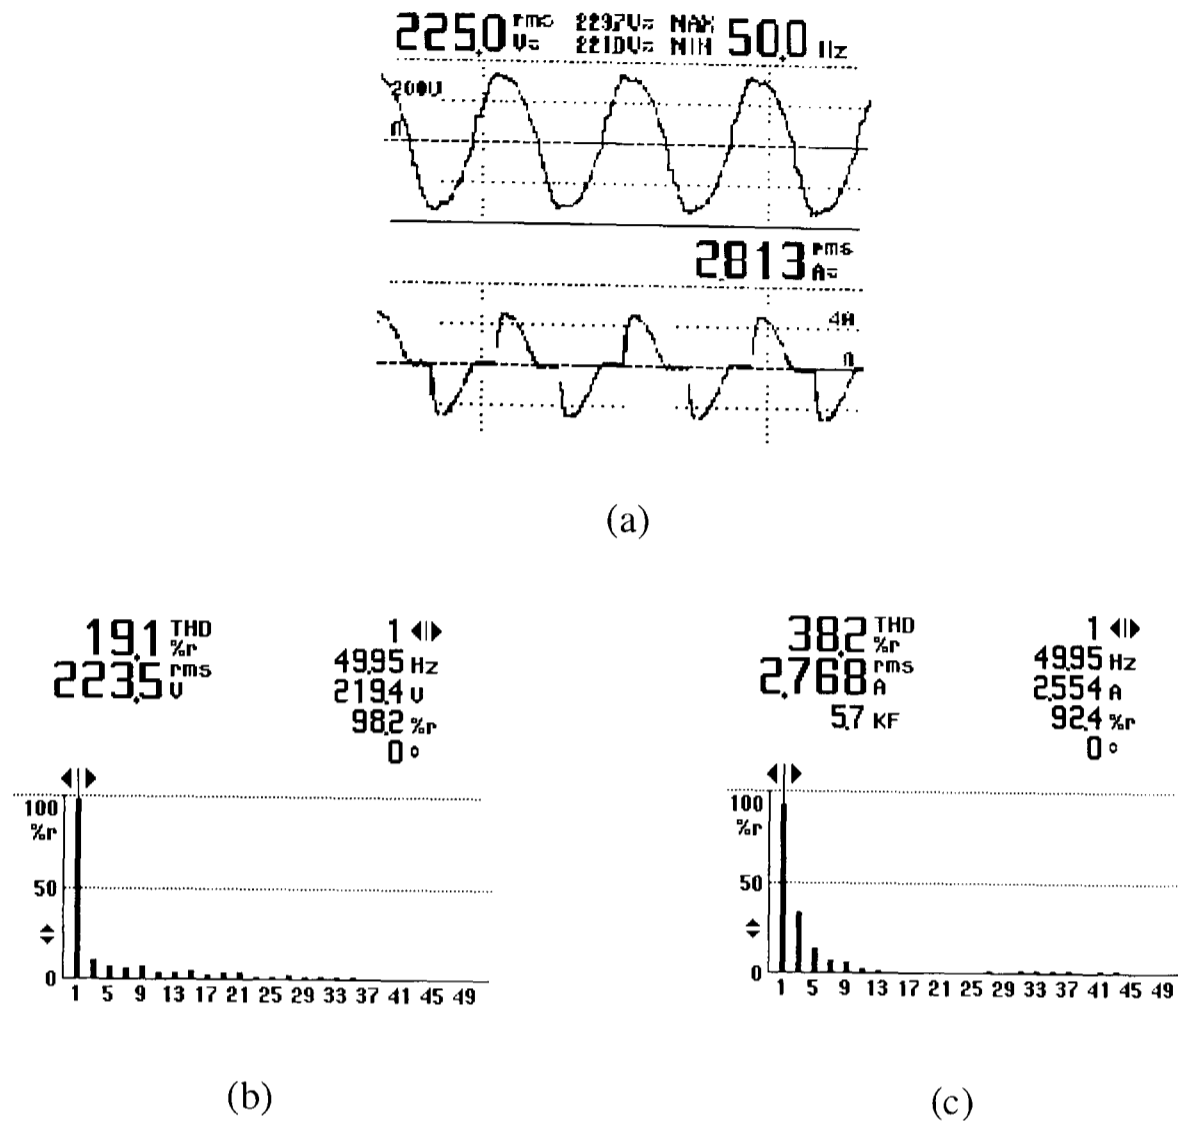 225.0 rms V≂ 229.7V≂ MAX 50.0 Hz
221.0V≂ MIN
200V
0
2.813 rms A≂
4A
0
(a)
19.1 THD %r 1
223.5 rms V 49.95 Hz
219.4 V
98.2 %r
0 °
100
%r
50
0
1 5 9 13 17 21 25 29 33 37 41 45 49
(b)
38.2 THD %r 1
2.768 rms A 49.95 Hz
5.7 KF 2.554 A
92.4 %r
0 °
100
%r
50
0
1 5 9 13 17 21 25 29 33 37 41 45 49
(c)